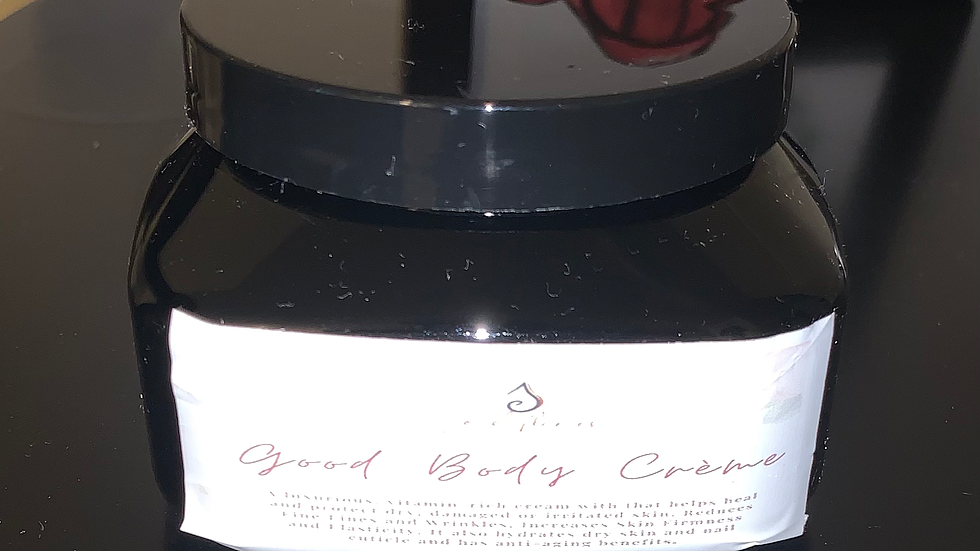 Good Body Crème
A luxurious, vitamin-rich cream with that helps heal
and protect dry, damaged or irritated skin. Reduces
Fine Lines and Wrinkles, Increases Skin Firmness
and Elasticity. It also hydrates dry skin and nail
cuticle and has anti-aging benefits.